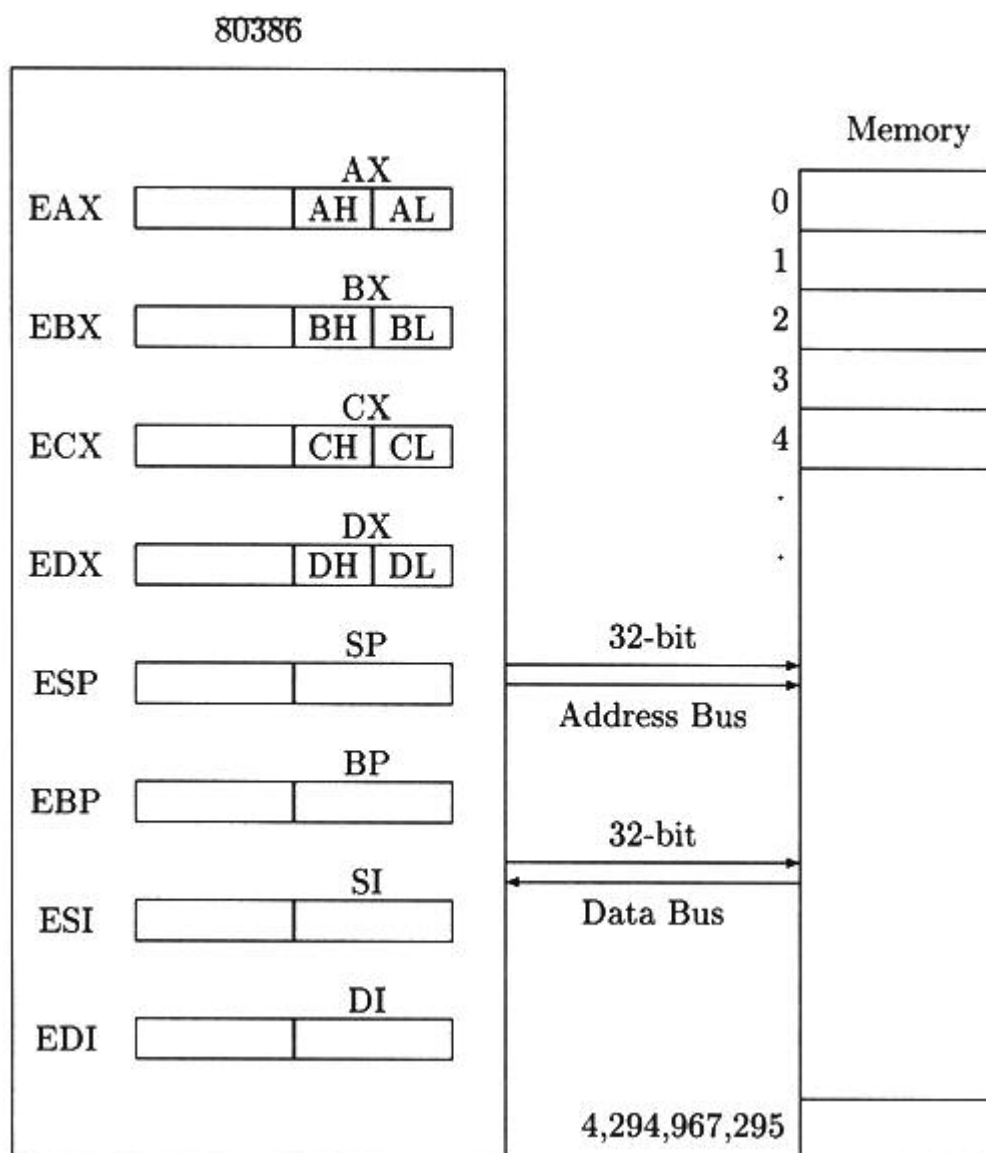 80386
Memory
AX
EAX AH AL
0
1
BX
EBX BH BL
2
3
CX
ECX CH CL
4
.
DX
EDX DH DL
.
SP
32-bit
ESP
Address Bus
BP
EBP
32-bit
SI
ESI
Data Bus
DI
EDI
4,294,967,295